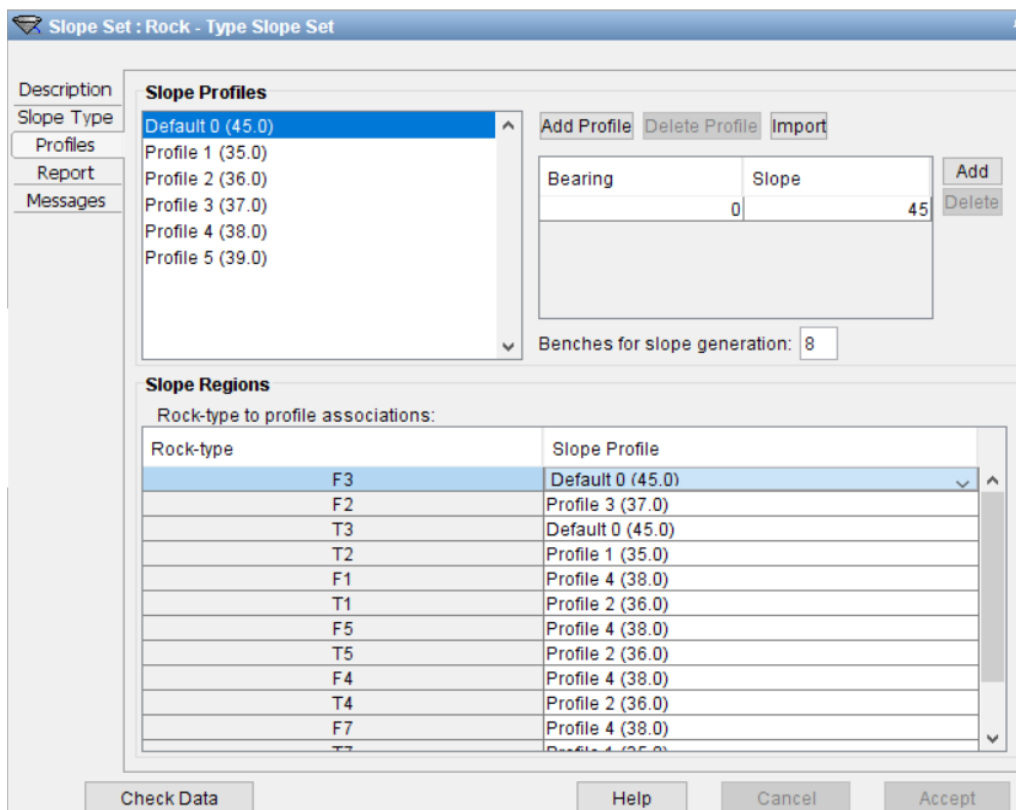 Slope Set : Rock - Type Slope Set
Description
Slope Type
Profiles
Report
Messages
Slope Profiles
Default 0 (45.0)
Profile 1 (35.0)
Profile 2 (36.0)
Profile 3 (37.0)
Profile 4 (38.0)
Profile 5 (39.0)
Add Profile Delete Profile Import
Bearing Slope Add
0 45 Delete
Benches for slope generation: 8
Slope Regions
Rock-type to profile associations:
Rock-type Slope Profile
F3 Default 0 (45.0)
F2 Profile 3 (37.0)
T3 Default 0 (45.0)
T2 Profile 1 (35.0)
F1 Profile 4 (38.0)
T1 Profile 2 (36.0)
F5 Profile 4 (38.0)
T5 Profile 2 (36.0)
F4 Profile 4 (38.0)
T4 Profile 2 (36.0)
F7 Profile 4 (38.0)
T7 Profile 1 (35.0)
Check Data Help Cancel Accept